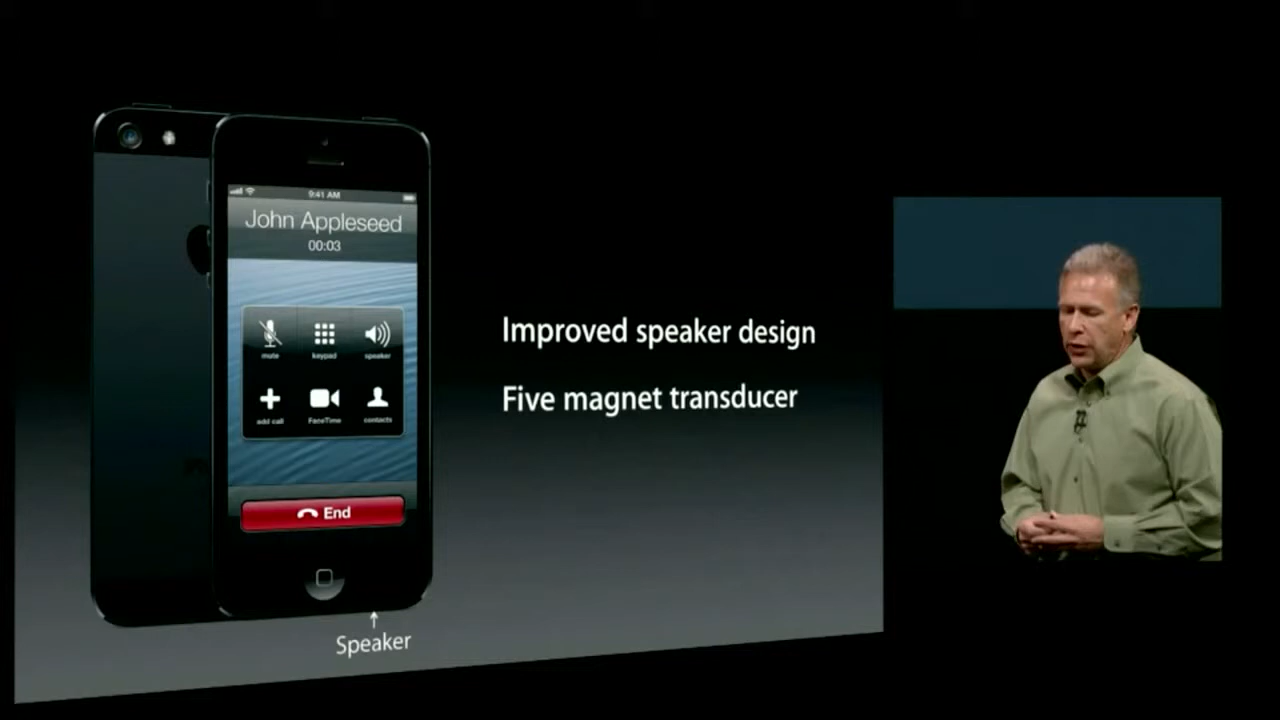 9:41 AM
John Appleseed
00:03
mute keypad speaker
add call FaceTime contacts
End
Speaker
Improved speaker design
Five magnet transducer